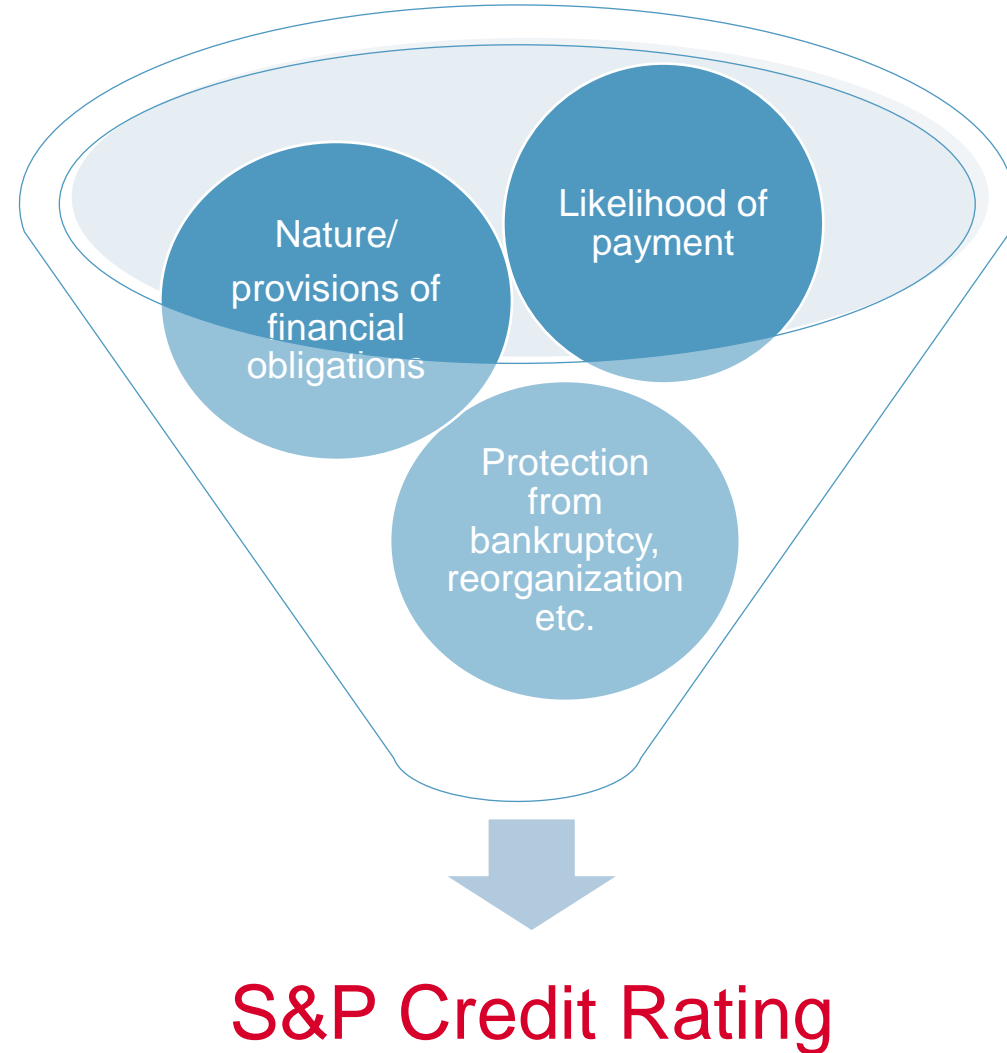 Nature/
provisions of
financial
obligations
Likelihood of
payment
Protection
from
bankruptcy,
reorganization
etc.
S&P Credit Rating